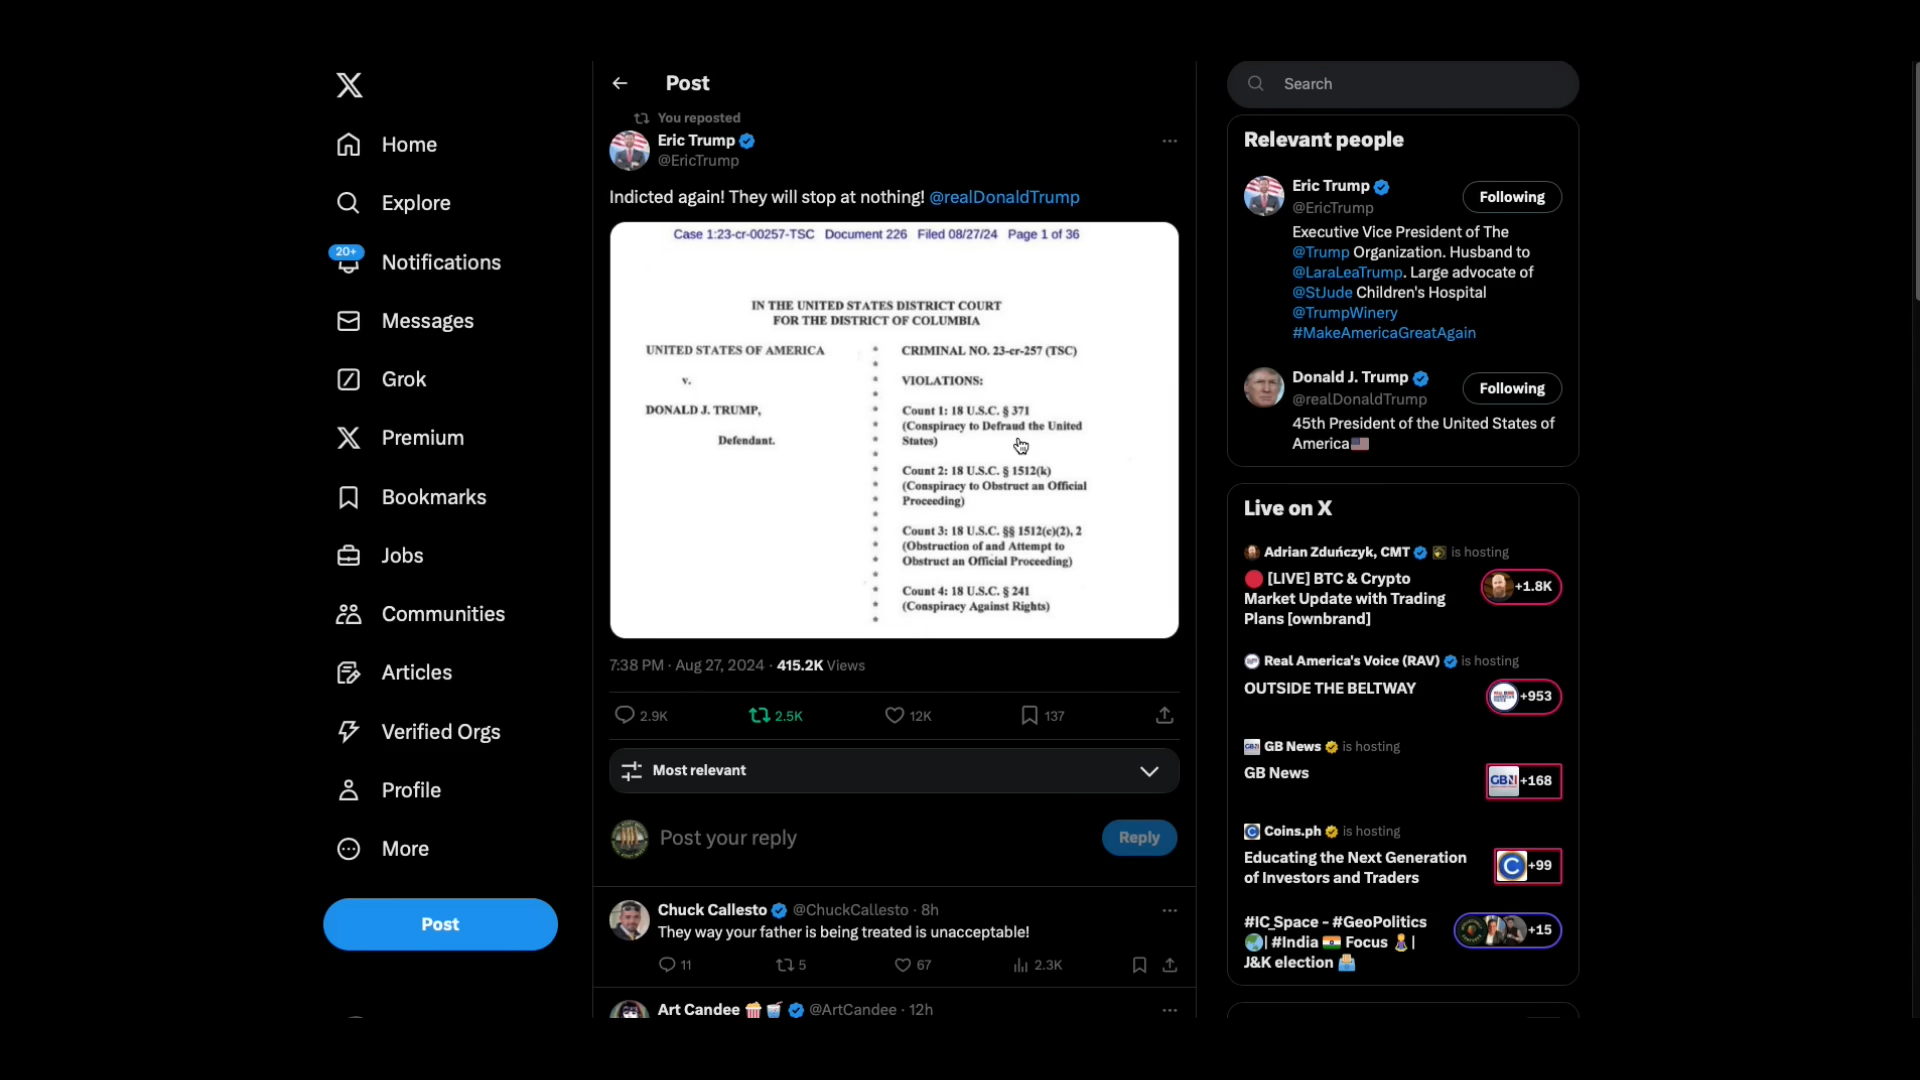 Home
Explore
20+
Notifications
Messages
Grok
Premium
Bookmarks
Jobs
Communities
Articles
Verified Orgs
Profile
More
Post
Post
You reposted
Eric Trump
@EricTrump
Indicted again! They will stop at nothing! @realDonaldTrump
Case 1:23-cr-00257-TSC Document 226 Filed 08/27/24 Page 1 of 36
IN THE UNITED STATES DISTRICT COURT
FOR THE DISTRICT OF COLUMBIA
UNITED STATES OF AMERICA
v.
DONALD J. TRUMP,
Defendant.
CRIMINAL NO. 23-cr-257 (TSC)
VIOLATIONS:
Count 1: 18 U.S.C. § 371
(Conspiracy to Defraud the United
States)
Count 2: 18 U.S.C. § 1512(k)
(Conspiracy to Obstruct an Official
Proceeding)
Count 3: 18 U.S.C. §§ 1512(c)(2), 2
(Obstruction of and Attempt to
Obstruct an Official Proceeding)
Count 4: 18 U.S.C. § 241
(Conspiracy Against Rights)
7:38 PM · Aug 27, 2024 · 415.2K Views
2.9K 2.5K 12K 137
Most relevant
Post your reply
Reply
Chuck Callesto @ChuckCallesto · 8h
They way your father is being treated is unacceptable!
11 5 67 2.3K
Art Candee @ArtCandee · 12h
Search
Relevant people
Eric Trump
@EricTrump
Following
Executive Vice President of The
@Trump Organization. Husband to
@LaraLeaTrump. Large advocate of
@StJude Children's Hospital
@TrumpWinery
#MakeAmericaGreatAgain
Donald J. Trump
@realDonaldTrump
Following
45th President of the United States of
America
Live on X
Adrian Zduńczyk, CMT is hosting
[LIVE] BTC & Crypto
Market Update with Trading
Plans [ownbrand]
+1.8K
Real America's Voice (RAV) is hosting
OUTSIDE THE BELTWAY
+953
GB News is hosting
GB News
GBN +168
Coins.ph is hosting
Educating the Next Generation
of Investors and Traders
+99
#IC_Space - #GeoPolitics
| #India Focus |
J&K election
+15